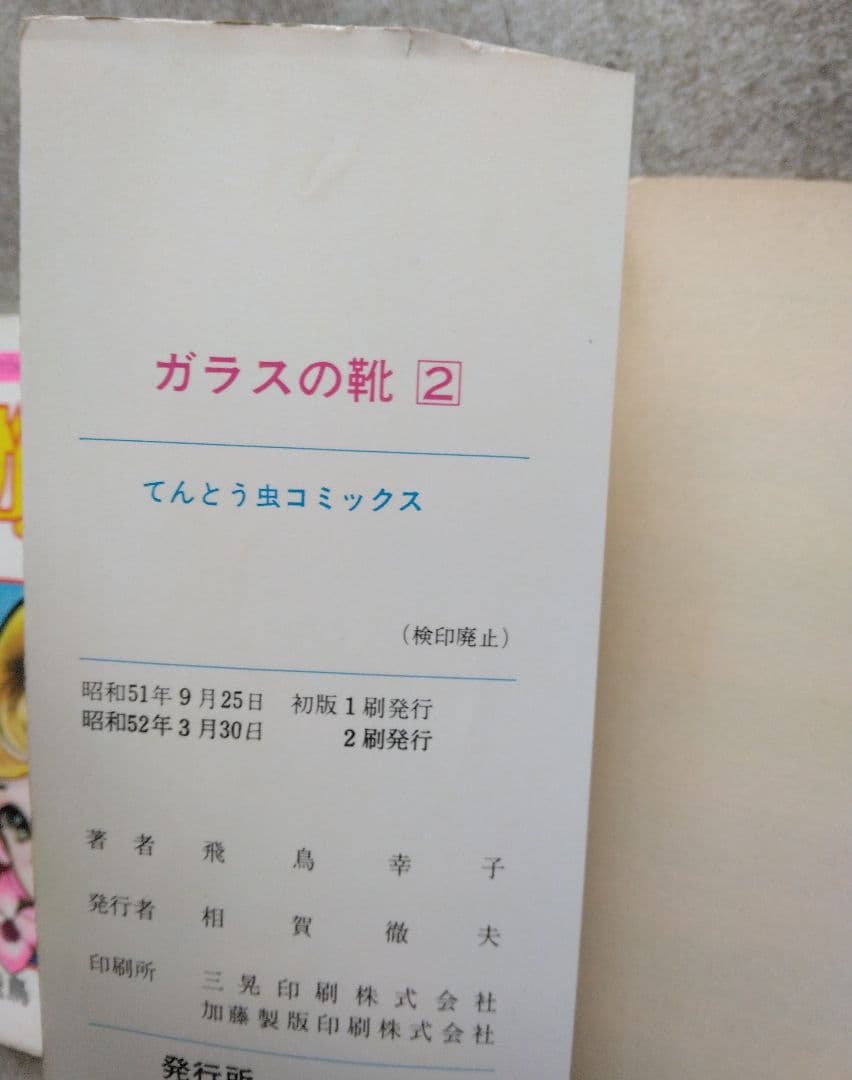 ガラスの靴 2
てんとう虫コミックス
(検印廃止)
昭和51年9月25日 初版1刷発行
昭和52年3月30日 2刷発行
著者 飛鳥幸子
発行者 相賀徹夫
印刷所 三晃印刷株式会社
加藤製版印刷株式会社
発行所